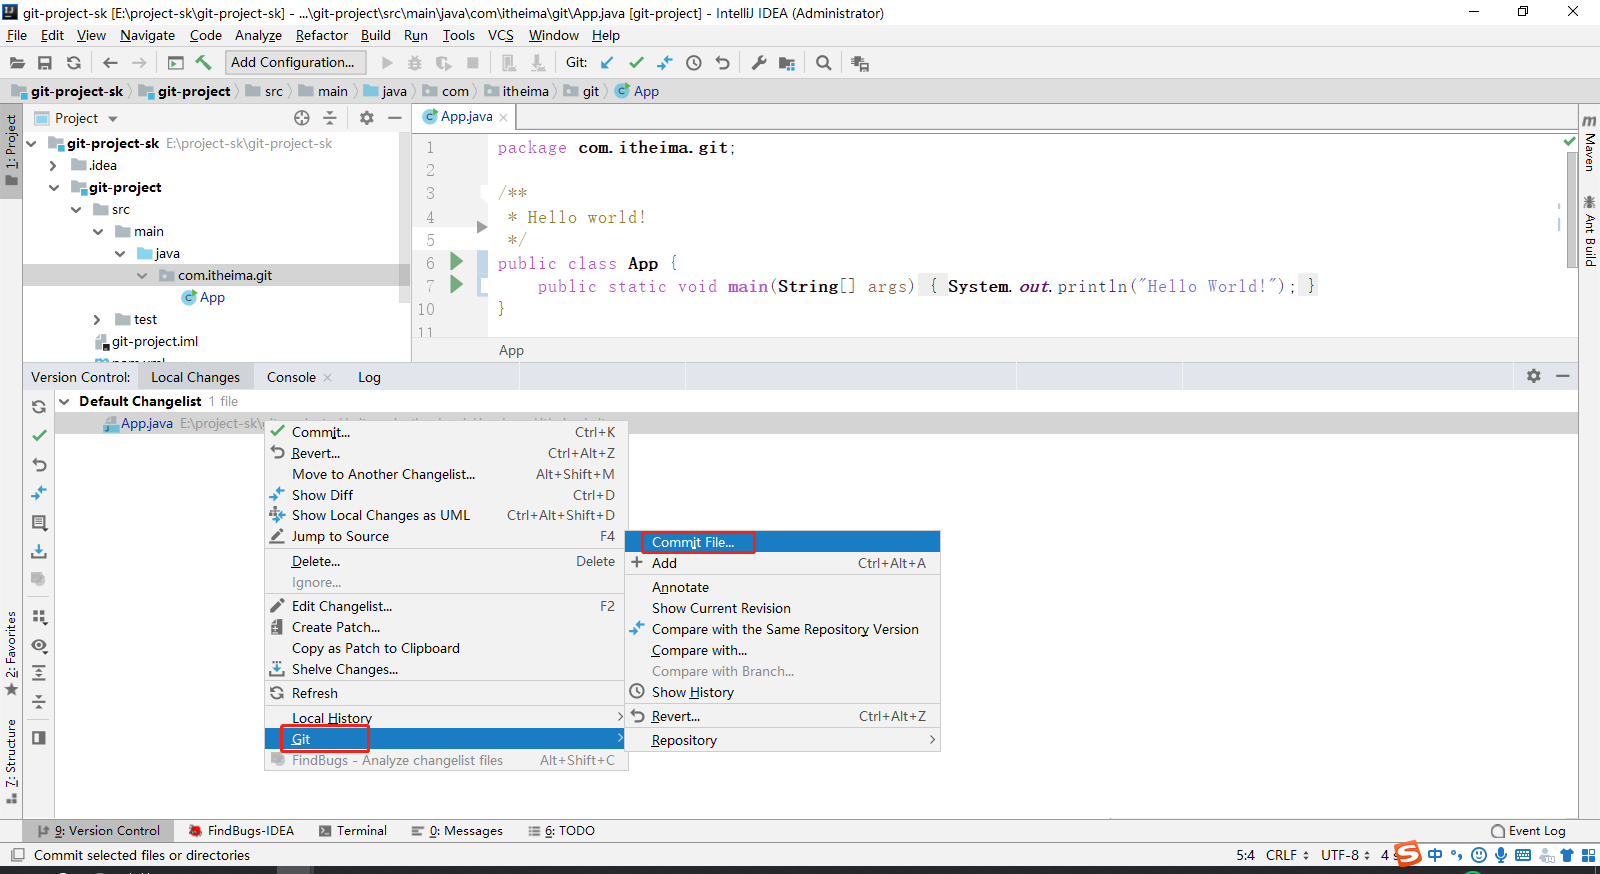 git-project-sk [E:\project-sk\git-project-sk] - ...\git-project\src\main\java\com\itheima\git\App.java [git-project] - IntelliJ IDEA (Administrator)
File Edit View Navigate Code Analyze Refactor Build Run Tools VCS Window Help
Add Configuration... Git:
git-project-sk git-project src main java com itheima git App
1: Project
Project
git-project-sk E:\project-sk\git-project-sk
.idea
git-project
src
main
java
com.itheima.git
App
test
git-project.iml
App.java
1 package com.itheima.git;
2
3 /**
4 * Hello world!
5 */
6 public class App {
7 public static void main(String[] args) { System.out.println("Hello World!"); }
10 }
11
App
Maven
Ant Build
Version Control: Local Changes Console Log
Default Changelist 1 file
App.java E:\project-sk\
Commit... Ctrl+K
Revert... Ctrl+Alt+Z
Move to Another Changelist... Alt+Shift+M
Show Diff Ctrl+D
Show Local Changes as UML Ctrl+Alt+Shift+D
Jump to Source F4
Delete... Delete
Ignore...
Edit Changelist... F2
Create Patch...
Copy as Patch to Clipboard
Shelve Changes...
Refresh
Local History
Git
FindBugs - Analyze changelist files Alt+Shift+C
Commit File...
Add Ctrl+Alt+A
Annotate
Show Current Revision
Compare with the Same Repository Version
Compare with...
Compare with Branch...
Show History
Revert... Ctrl+Alt+Z
Repository
2: Favorites
7: Structure
9: Version Control FindBugs-IDEA Terminal 0: Messages 6: TODO Event Log
Commit selected files or directories 5:4 CRLF UTF-8 4 s 中